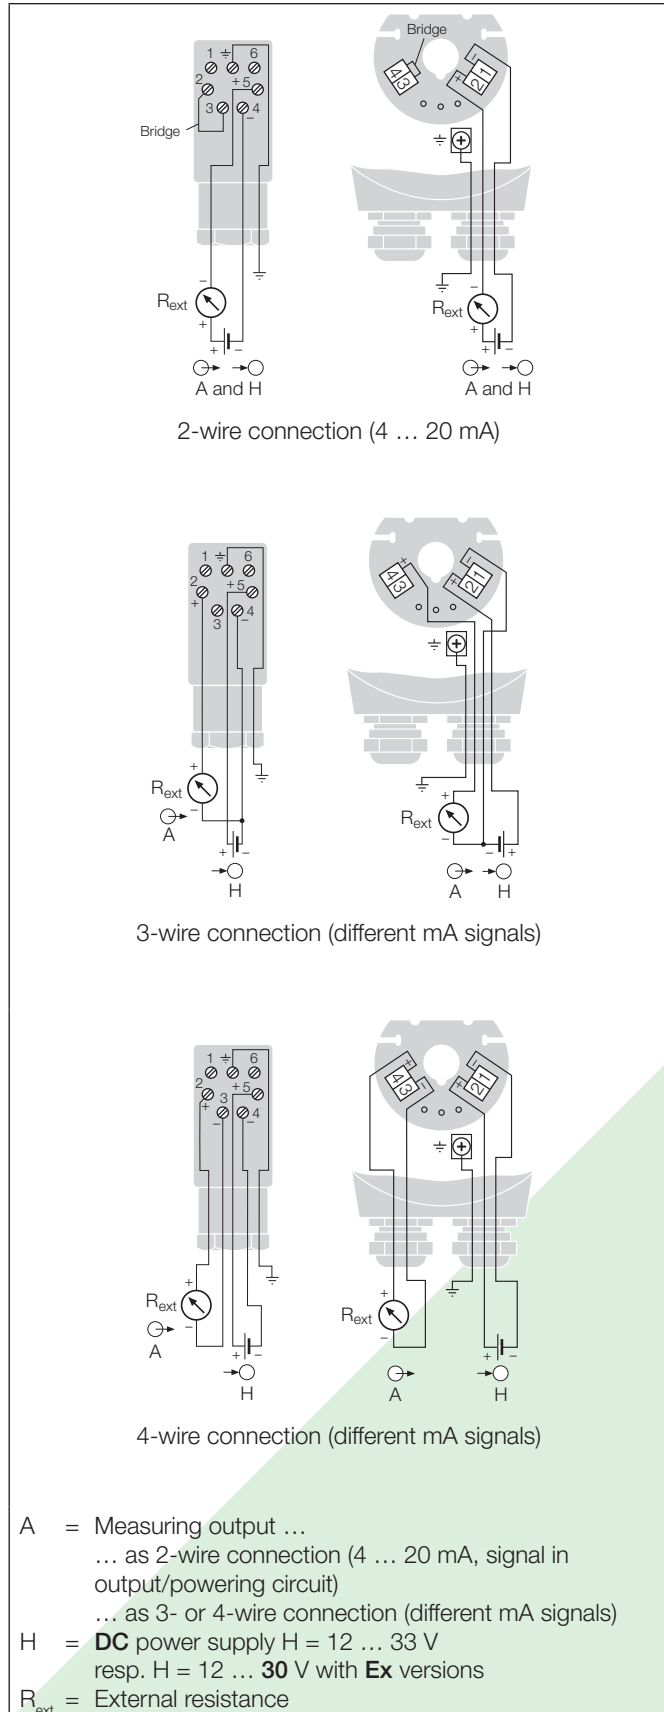 Bridge
1 ⏚ 6
2 +5
3 4
−
Bridge
4 3
+ 2 1 −
⏚
−
R_ext
+
+ −
A and H
−
R_ext
+
+ −
A and H
2-wire connection (4 … 20 mA)
1 ⏚ 6
2 +5
+ 3 4
−
4 3 +
+ 2 1 −
⏚
+
R_ext
−
A
+ −
H
+
R_ext
−
− +
A H
3-wire connection (different mA signals)
1 ⏚ 6
2 3 +5
+ − 4
−
4 3 + −
+ 2 1 −
⏚
+
R_ext
−
A
+ −
H
+
R_ext
−
A
+ −
H
4-wire connection (different mA signals)
A = Measuring output …
… as 2-wire connection (4 … 20 mA, signal in
output/powering circuit)
… as 3- or 4-wire connection (different mA signals)
H = DC power supply H = 12 … 33 V
resp. H = 12 … 30 V with Ex versions
R_ext = External resistance